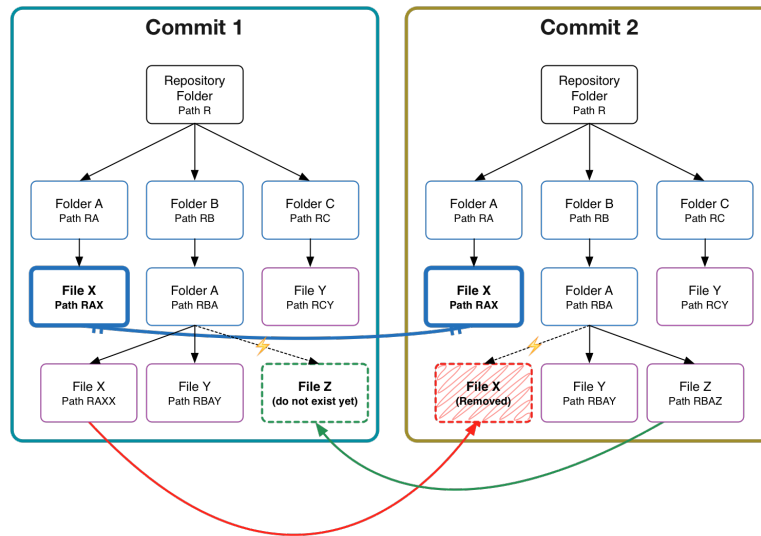 Commit 1
Commit 2
Repository
Folder
Path R
Repository
Folder
Path R
Folder A
Path RA
Folder B
Path RB
Folder C
Path RC
Folder A
Path RA
Folder B
Path RB
Folder C
Path RC
File X
Path RAX
Folder A
Path RBA
File Y
Path RCY
File X
Path RAX
Folder A
Path RBA
File Y
Path RCY
File X
Path RAXX
File Y
Path RBAY
File Z
(do not exist yet)
File X
(Removed)
File Y
Path RBAY
File Z
Path RBAZ